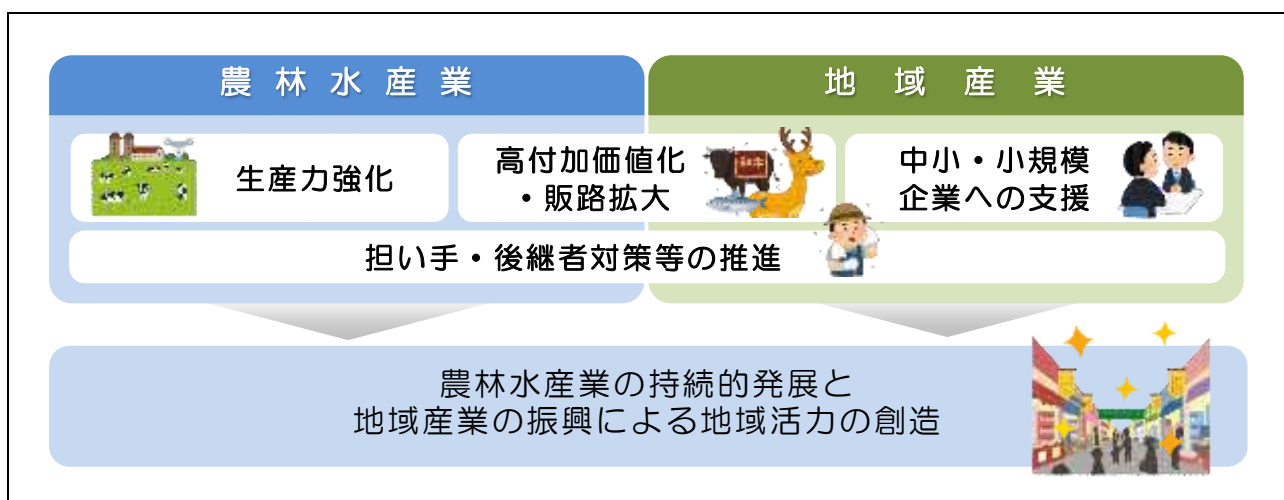 農林水産業
地域産業
生産力強化
高付加価値化
・販路拡大
和牛
中小・小規模
企業への支援
担い手・後継者対策等の推進
農林水産業の持続的発展と
地域産業の振興による地域活力の創造